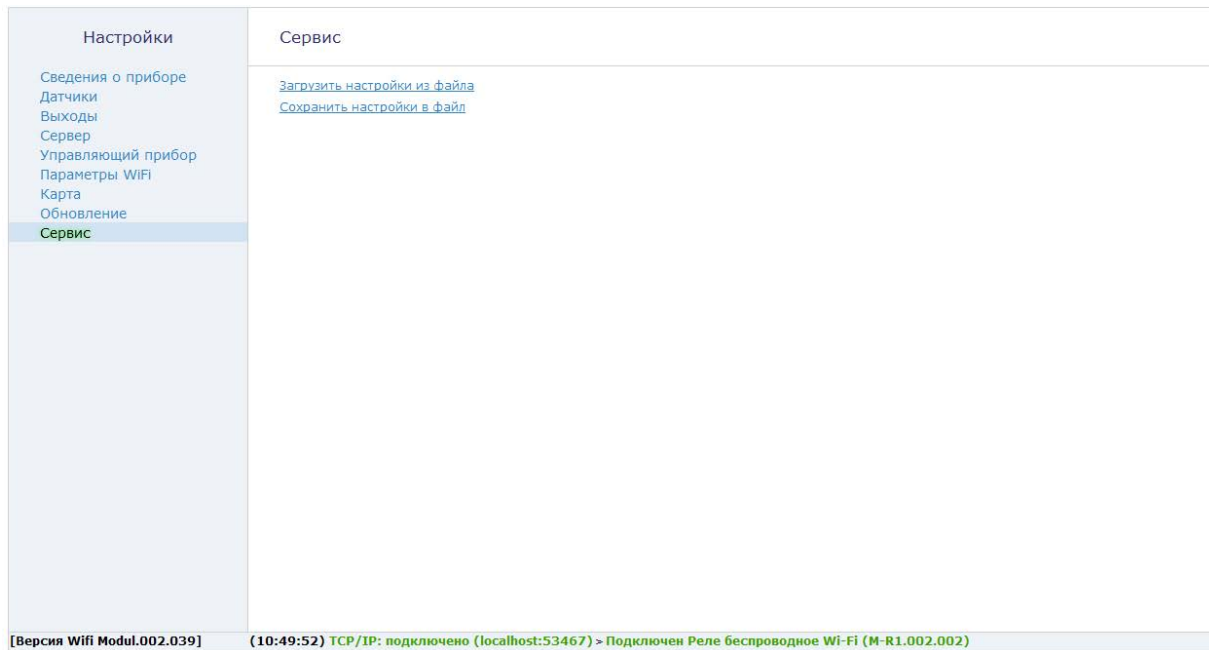 Настройки
Сведения о приборе
Датчики
Выходы
Сервер
Управляющий прибор
Параметры WiFi
Карта
Обновление
Сервис
Сервис
Загрузить настройки из файла
Сохранить настройки в файл
[Версия Wifi Modul.002.039] (10:49:52) TCP/IP: подключено (localhost:53467) > Подключен Реле беспроводное Wi-Fi (M-R1.002.002)